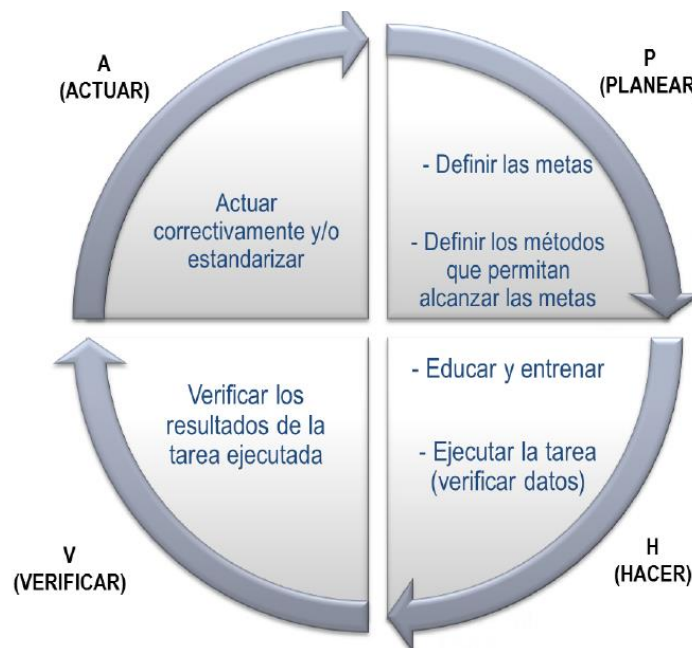 A
(ACTUAR)
P
(PLANEAR)
Actuar
correctivamente y/o
estandarizar
- Definir las metas
- Definir los métodos
que permitan
alcanzar las metas
Verificar los
resultados de la
tarea ejecutada
- Educar y entrenar
- Ejecutar la tarea
(verificar datos)
V
(VERIFICAR)
H
(HACER)